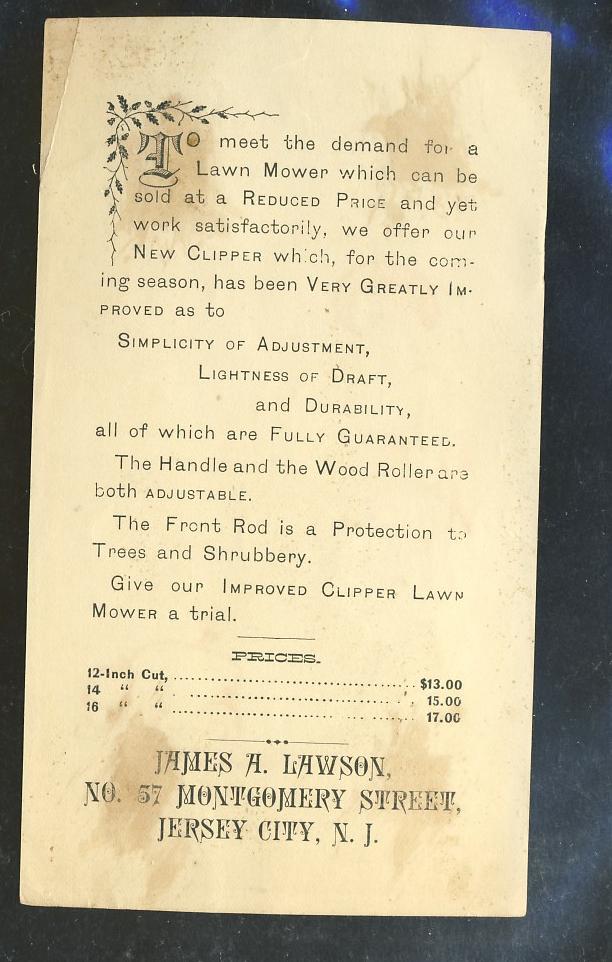 To meet the demand for a
Lawn Mower which can be
sold at a REDUCED PRICE and yet
work satisfactorily, we offer our
NEW CLIPPER which, for the com-
ing season, has been VERY GREATLY IM-
PROVED as to
SIMPLICITY OF ADJUSTMENT,
LIGHTNESS OF DRAFT,
and DURABILITY,
all of which are FULLY GUARANTEED.
The Handle and the Wood Roller are
both ADJUSTABLE.
The Front Rod is a Protection to
Trees and Shrubbery.
Give our IMPROVED CLIPPER LAWN
MOWER a trial.
PRICES.
12-Inch Cut, $13.00
14 “ “ 15.00
16 “ “ 17.00
JAMES A. LAWSON,
NO. 57 MONTGOMERY STREET,
JERSEY CITY, N. J.